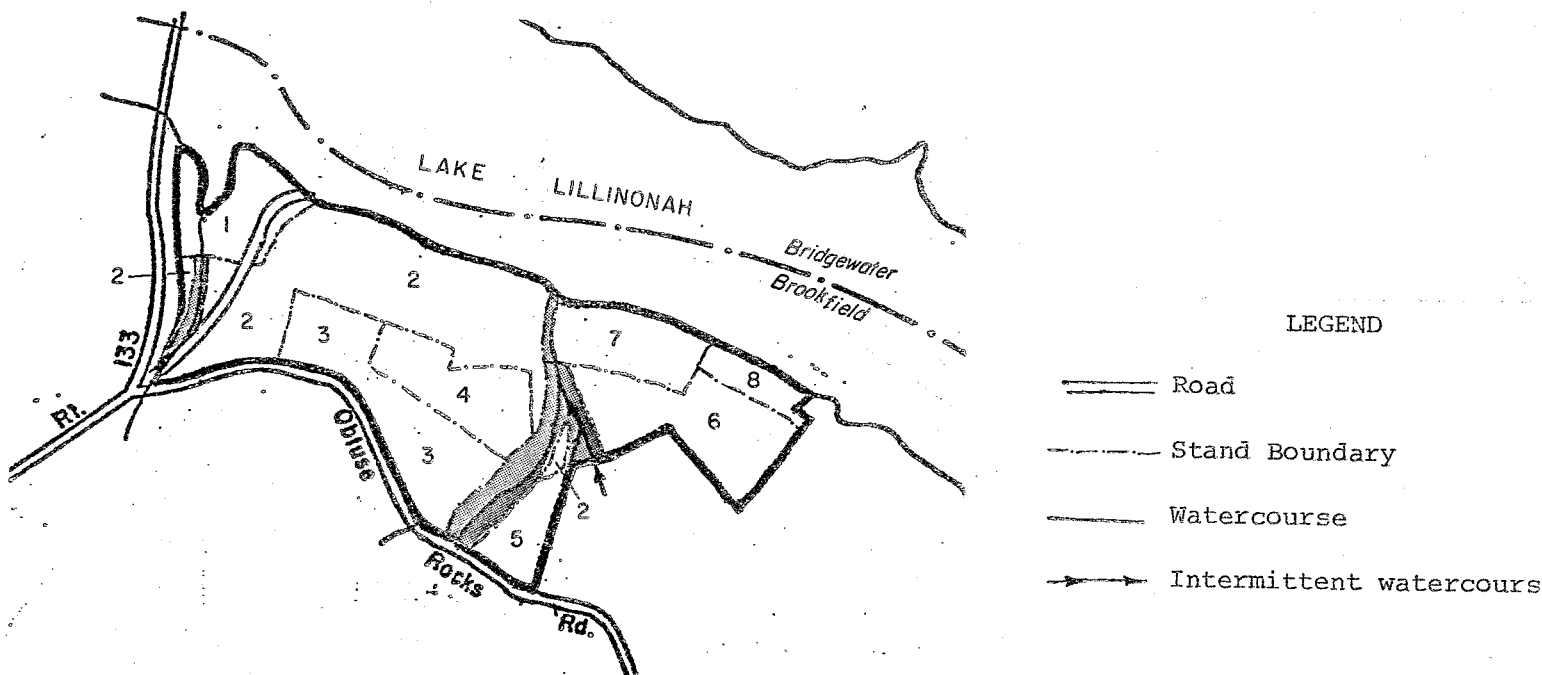 LAKE LILLINONAH
Bridgewater
Brookfield
1
2
2
2
3
4
3
5
2
7
8
6
Rt. 133
Obtuse Rocks Rd.
LEGEND
Road
Stand Boundary
Watercourse
Intermittent watercours